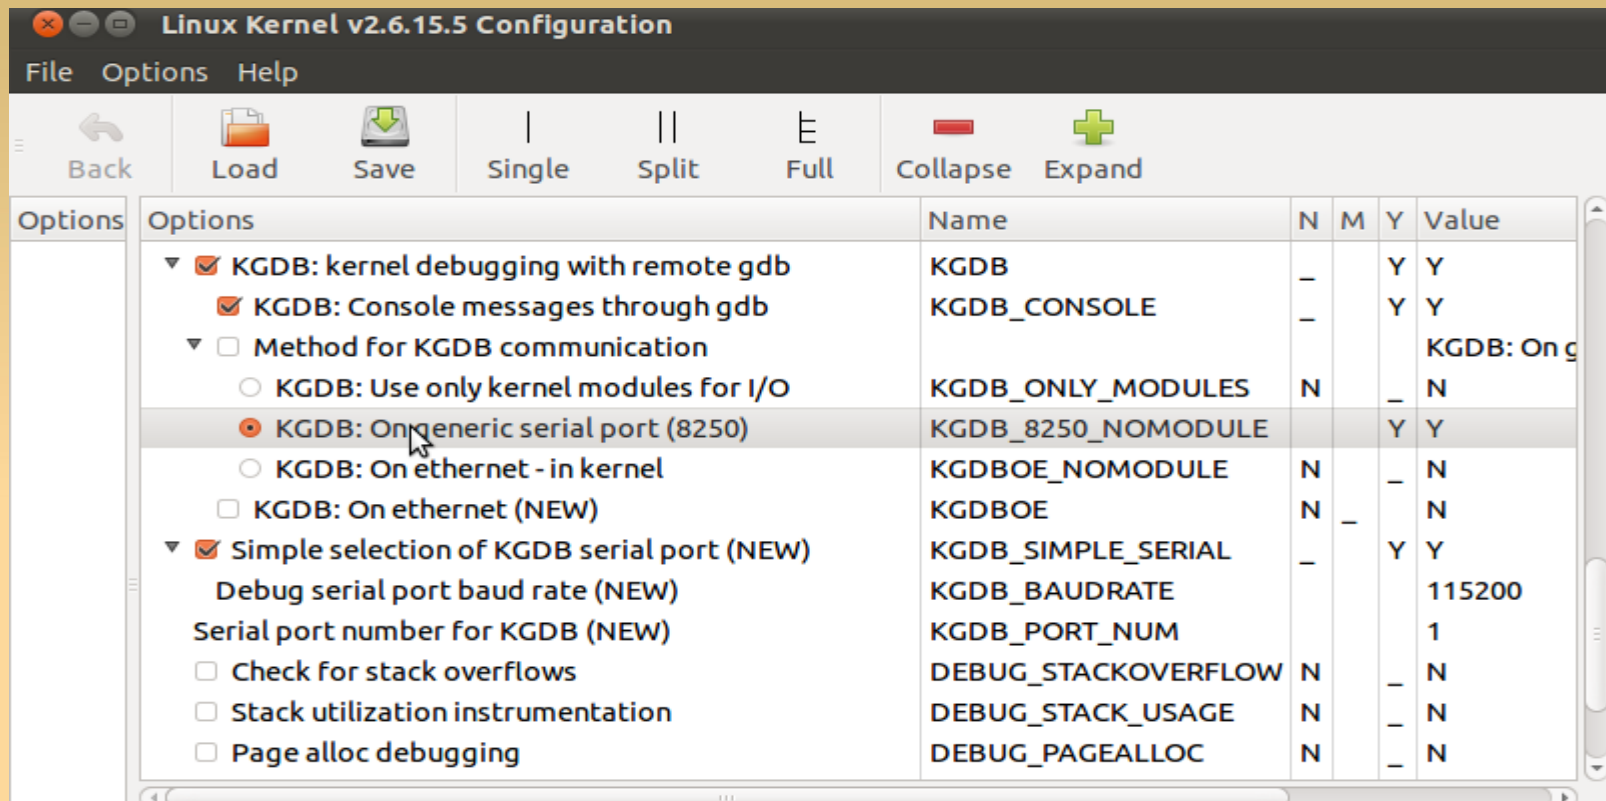 Linux Kernel v2.6.15.5 Configuration
File Options Help
Back Load Save Single Split Full Collapse Expand
Options Options Name N M Y Value
KGDB: kernel debugging with remote gdb KGDB _ Y Y
KGDB: Console messages through gdb KGDB_CONSOLE _ Y Y
Method for KGDB communication KGDB: On g
KGDB: Use only kernel modules for I/O KGDB_ONLY_MODULES N _ N
KGDB: On generic serial port (8250) KGDB_8250_NOMODULE Y Y
KGDB: On ethernet - in kernel KGDBOE_NOMODULE N _ N
KGDB: On ethernet (NEW) KGDBOE N _ N
Simple selection of KGDB serial port (NEW) KGDB_SIMPLE_SERIAL _ Y Y
Debug serial port baud rate (NEW) KGDB_BAUDRATE 115200
Serial port number for KGDB (NEW) KGDB_PORT_NUM 1
Check for stack overflows DEBUG_STACKOVERFLOW N _ N
Stack utilization instrumentation DEBUG_STACK_USAGE N _ N
Page alloc debugging DEBUG_PAGEALLOC N _ N